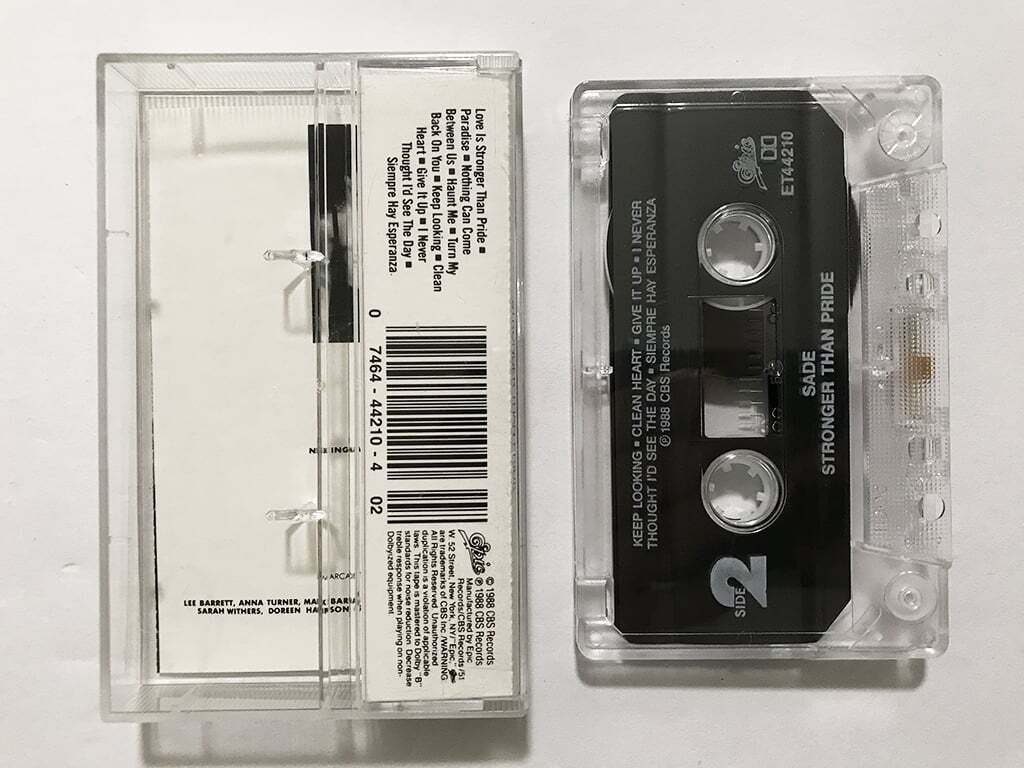 Love Is Stronger Than Pride ■
Paradise ■ Nothing Can Come
Between Us ■ Haunt Me ■ Turn My
Back On You ■ Keep Looking ■ Clean
Heart ■ Give It Up ■ I Never
Thought I'd See The Day ■
Siempre Hay Esperanza.
0 7464-44210-4 02
Epic
© 1988 CBS Records
℗ 1988 CBS Records
Manufactured by Epic
Records/CBS Records /51
W. 52 Street, New York, NY/"Epic,"
are trademarks of CBS Inc./WARNING:
All Rights Reserved. Unauthorized
duplication is a violation of applicable
laws. This tape is mastered to Dolby "B"
standards for noise reduction. Decrease
treble response when playing on non-
Dolbyized equipment.
LEE BARRETT, ANNA TURNER,
SARAH WITHERS, DOREEN
SIDE 2
KEEP LOOKING ■ CLEAN HEART ■ GIVE IT UP ■ I NEVER
THOUGHT I'D SEE THE DAY ■ SIEMPRE HAY ESPERANZA
℗ 1988 CBS Records
Epic
ET44210
SADE
STRONGER THAN PRIDE